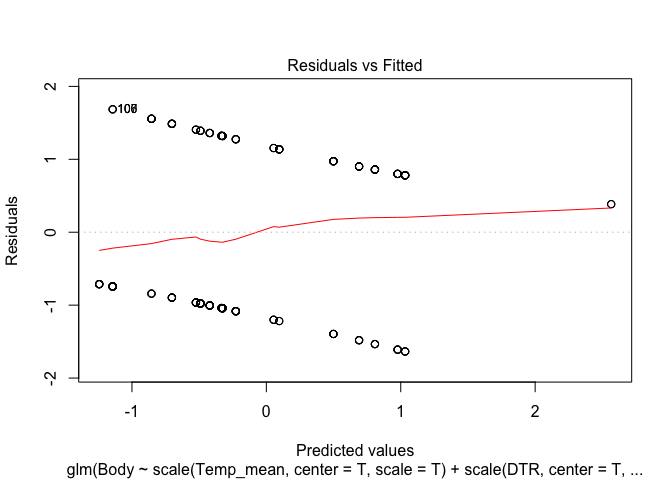 Residuals vs Fitted
2
1
0
-1
-2
Residuals
-1
0
1
2
Predicted values
glm(Body ~ scale(Temp_mean, center = T, scale = T) + scale(DTR, center = T, ...